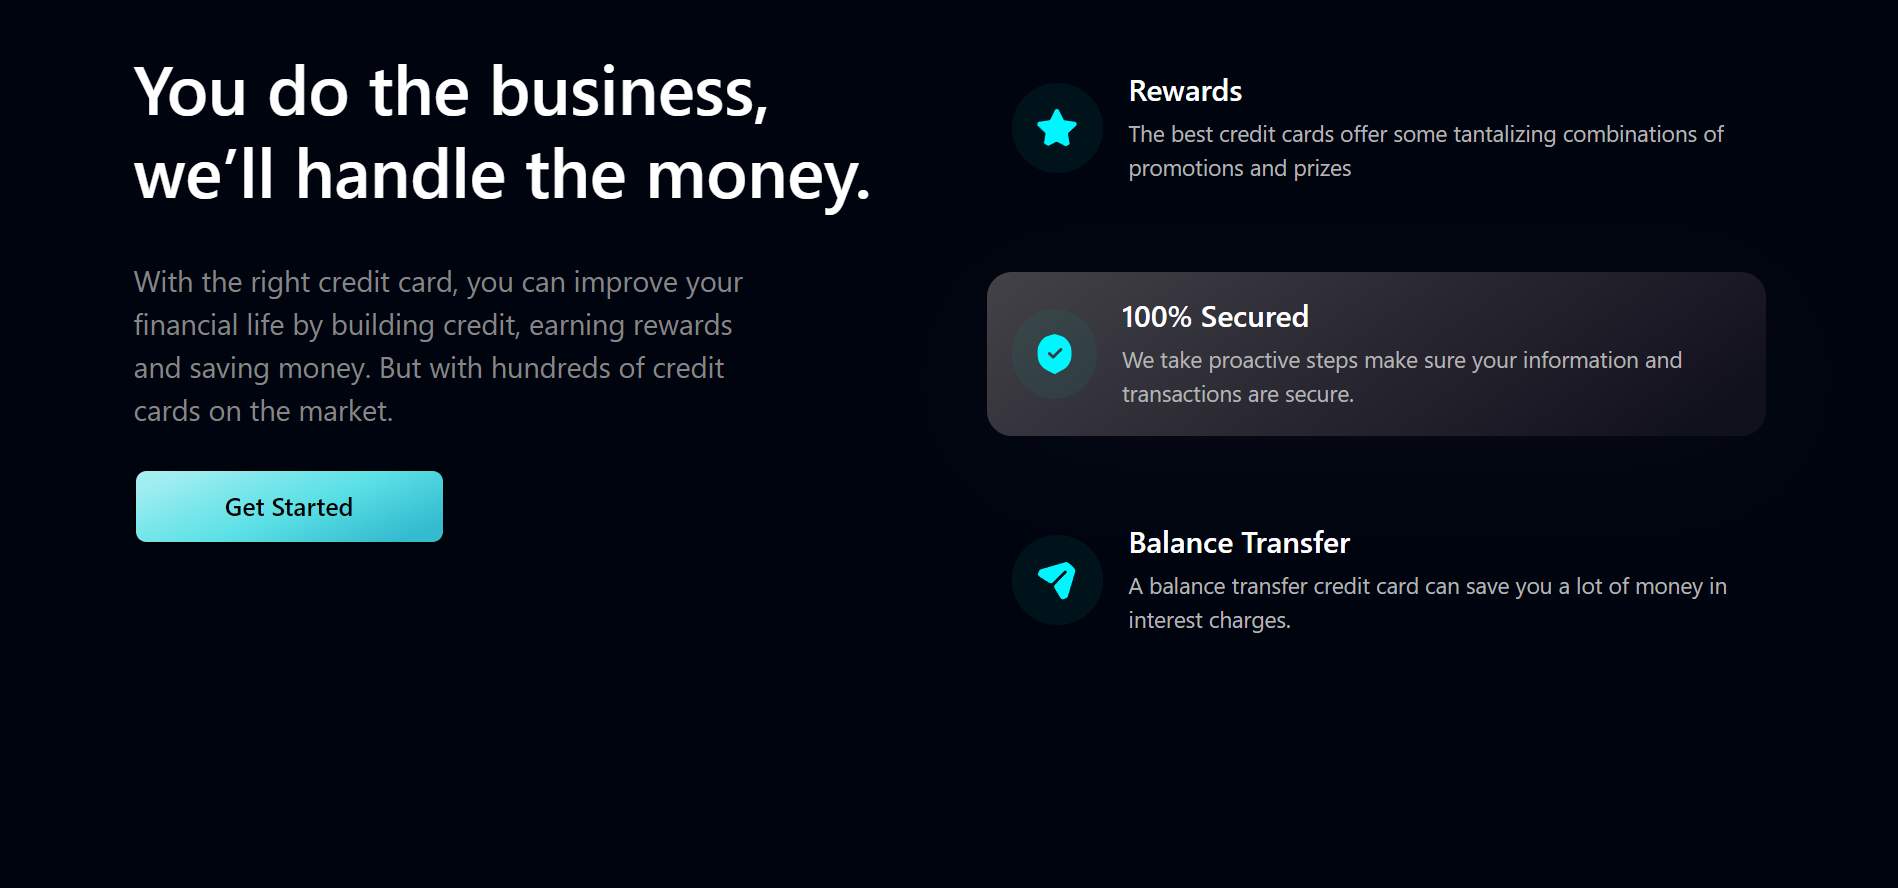 You do the business,
we’ll handle the money.
With the right credit card, you can improve your
financial life by building credit, earning rewards
and saving money. But with hundreds of credit
cards on the market.
Get Started
Rewards
The best credit cards offer some tantalizing combinations of
promotions and prizes
100% Secured
We take proactive steps make sure your information and
transactions are secure.
Balance Transfer
A balance transfer credit card can save you a lot of money in
interest charges.